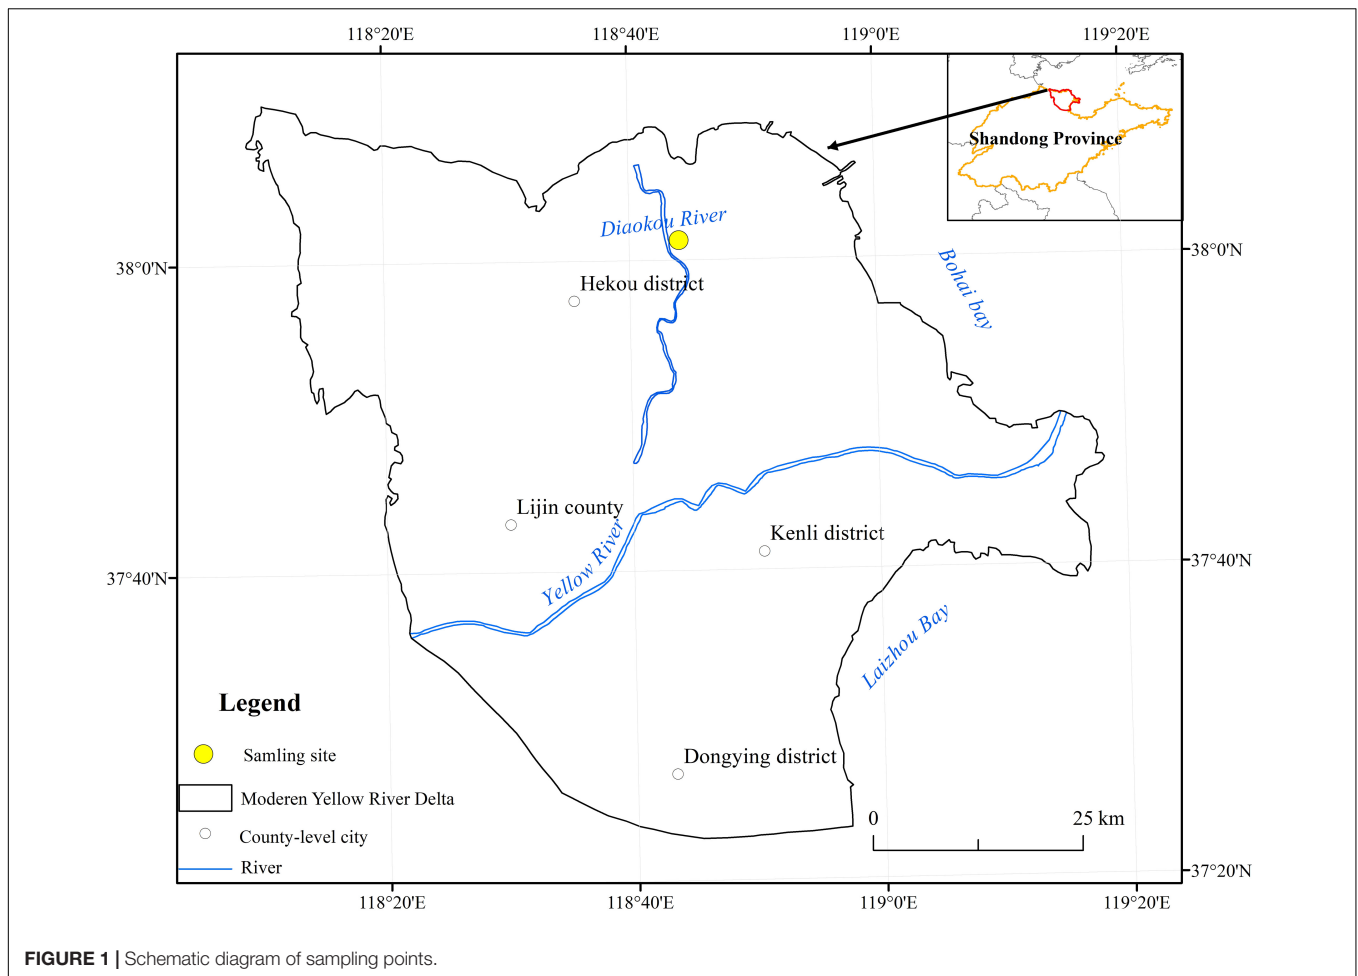 118°20'E 118°40'E 119°0'E 119°20'E
Shandong Province
Diaokou River
38°0'N
Bohai bay
38°0'N
Hekou district
Lijin county
Kenli district
Yellow River
37°40'N
37°40'N
Laizhou Bay
Legend
Samling site
Moderen Yellow River Delta
County-level city
River
Dongying district
0 25 km
37°20'N
118°20'E 118°40'E 119°0'E 119°20'E
FIGURE 1 | Schematic diagram of sampling points.